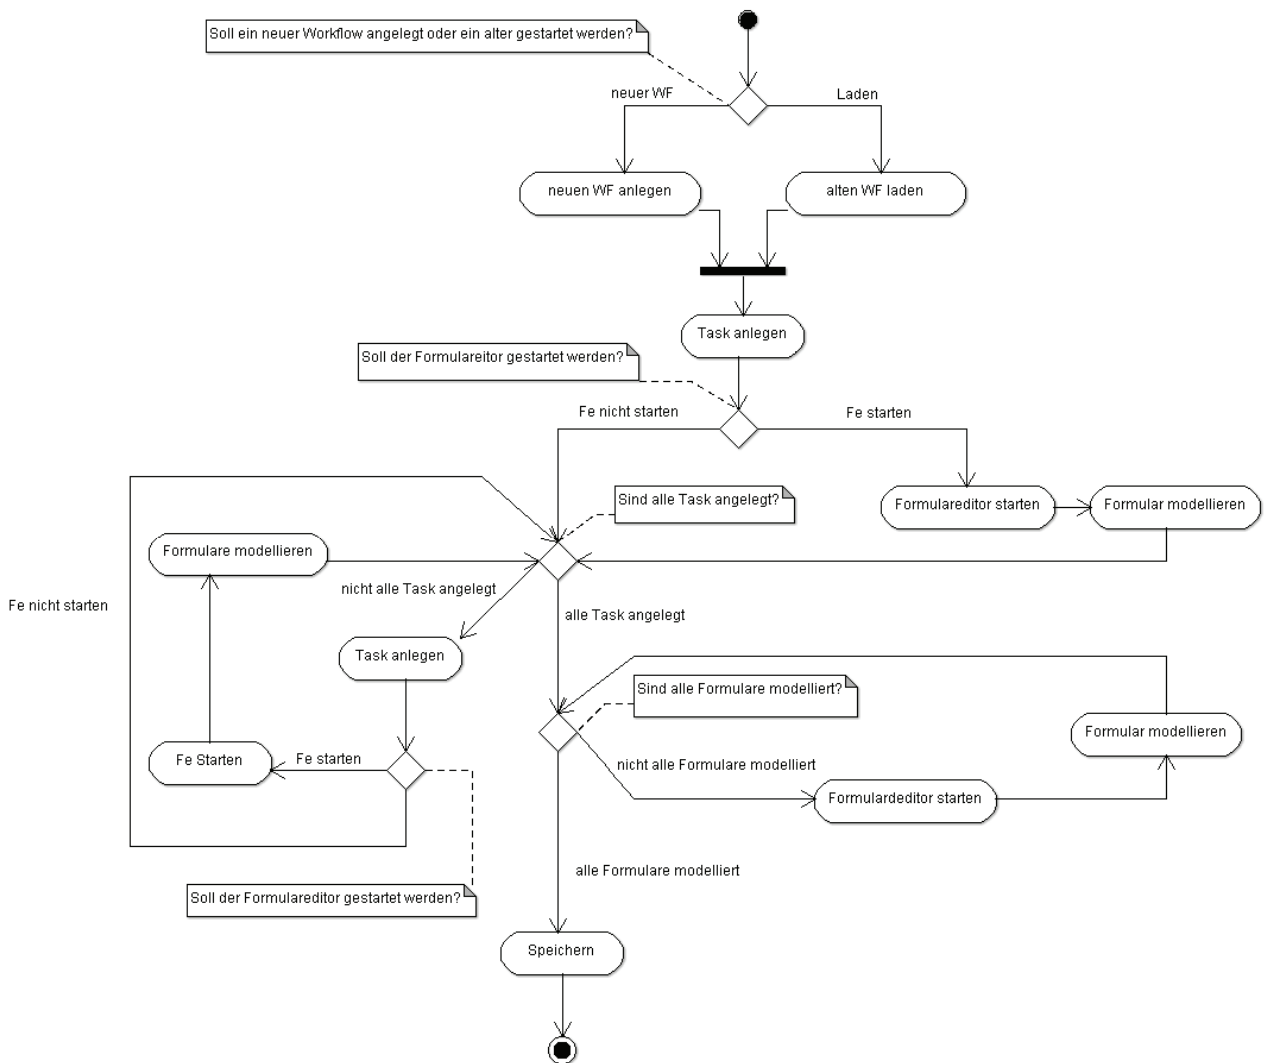 Soll ein neuer Workflow angelegt oder ein alter gestartet werden?
neuer WF
Laden
neuen WF anlegen
alten WF laden
Task anlegen
Soll der Formulareitor gestartet werden?
Fe nicht starten
Fe starten
Sind alle Task angelegt?
Formulareditor starten
Formular modellieren
Formulare modellieren
nicht alle Task angelegt
Fe nicht starten
alle Task angelegt
Task anlegen
Sind alle Formulare modelliert?
Formular modellieren
Fe Starten
Fe starten
nicht alle Formulare modelliert
Formulardeditor starten
alle Formulare modelliert
Soll der Formulareditor gestartet werden?
Speichern